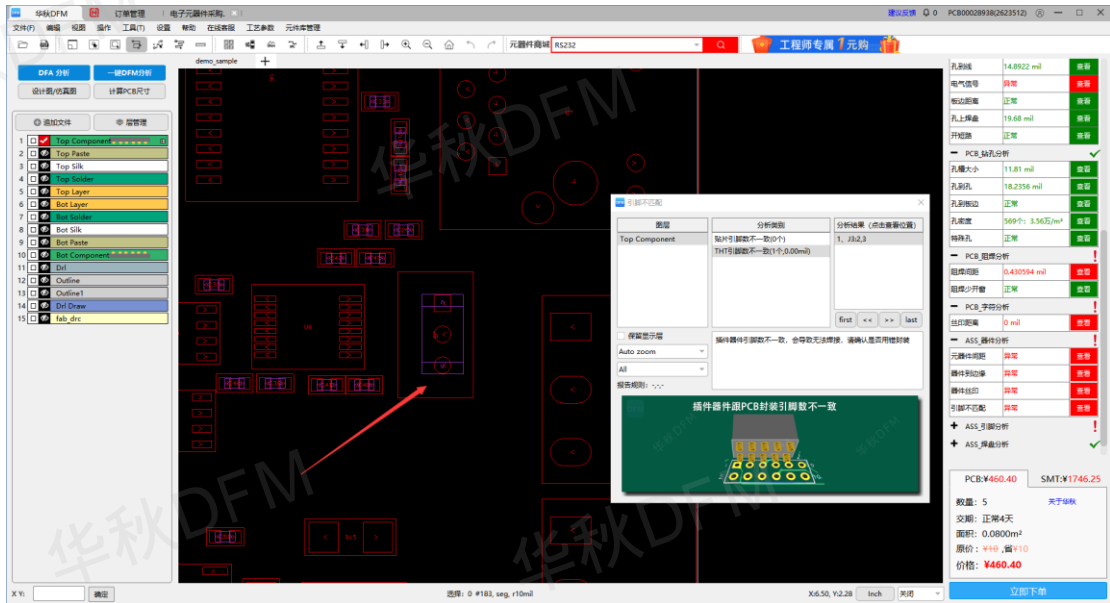 华秋DFM
订单管理
电子元器件采购.
建议反馈
0
PCB00028938(2623512)
文件(F) 编辑 视图 操作 工具(T) 设置 帮助 在线客服 工艺参数 元件库管理
元器件商城 RS232
工程师专属1元购
demo_sample
DFA 分析
一键DFM分析
设计图/仿真图
计算PCB尺寸
追加文件
层管理
1 Top Component
2 Top Paste
3 Top Silk
4 Top Solder
5 Top Layer
6 Bot Layer
7 Bot Solder
8 Bot Silk
9 Bot Paste
10 Bot Component
11 Drl
12 Outline
13 Outline1
14 Drl Draw
15 fab_drc
引脚不匹配
图层
分析类别
分析结果（点击查看位置）
Top Component
贴片引脚数不一致(0个)
THT引脚数不一致(1个,0.00mil)
1、J3:2,3
first << >> last
保留显示层
Auto zoom
All
报告规则：-,-,-
插件器件引脚数不一致，会导致无法焊接，请确认是否用错封装
插件器件跟PCB封装引脚数不一致
孔到线 14.8922 mil 查看
电气信号 异常 查看
板边距离 正常 查看
孔上焊盘 19.68 mil 查看
开短路 正常 查看
PCB_钻孔分析
孔槽大小 11.81 mil 查看
孔到孔 18.2356 mil 查看
孔到板边 正常 查看
孔密度 569个；3.56万/m² 查看
特殊孔 正常 查看
PCB_阻焊分析
阻焊间距 0.430594 mil 查看
阻焊少开窗 正常 查看
PCB_字符分析
丝印距离 0 mil 查看
ASS_器件分析
元器件间距 异常 查看
器件到边缘 异常 查看
器件丝印 异常 查看
引脚不匹配 异常 查看
ASS_引脚分析
ASS_焊盘分析
PCB:¥460.40
SMT:¥1746.25
数量：5
关于华秋
交期：正常4天
面积：0.0800m²
原价：¥10 ,省¥10
价格：¥460.40
立即下单
X Y:
确定
选择：0 #183, seg, r10mil
X:6.50, Y:2.28
Inch
关闭
华秋DFM
华秋DFM
华秋DFM